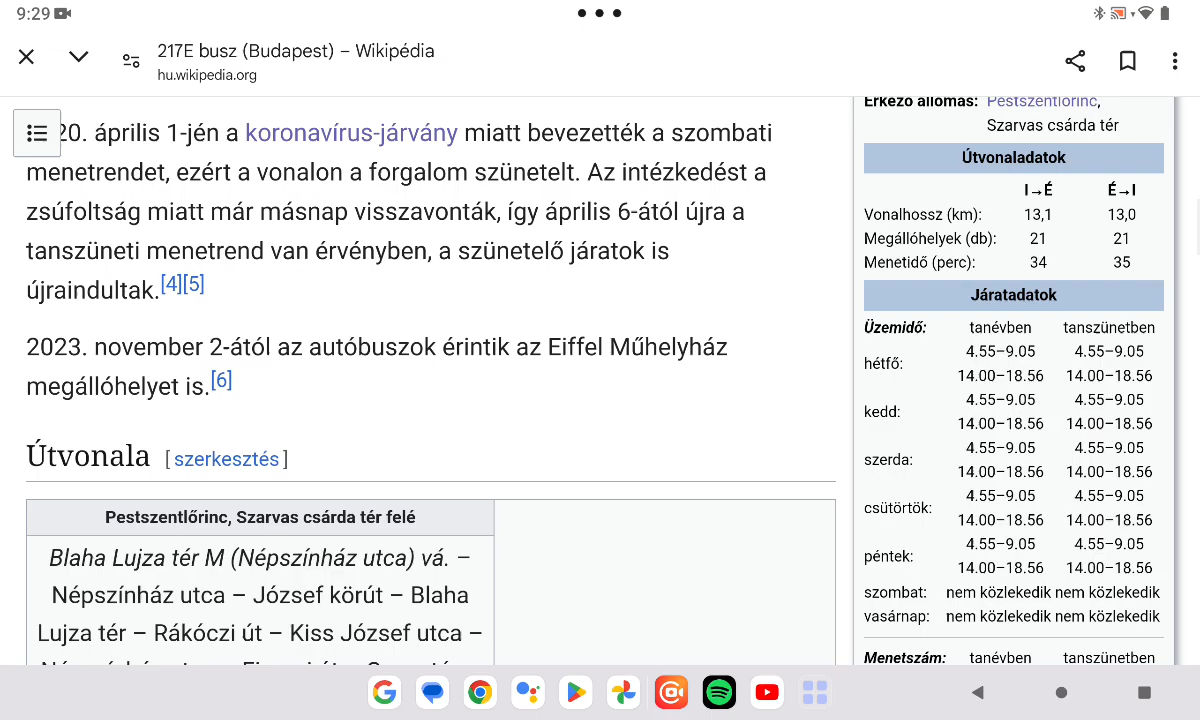 9:29
217E busz (Budapest) – Wikipédia
hu.wikipedia.org
20. április 1-jén a koronavírus-járvány miatt bevezették a szombati
menetrendet, ezért a vonalon a forgalom szünetelt. Az intézkedést a
zsúfoltság miatt már másnap visszavonták, így április 6-ától újra a
tanszüneti menetrend van érvényben, a szünetelő járatok is
újraindultak.[4][5]
2023. november 2-ától az autóbuszok érintik az Eiffel Műhelyház
megállóhelyet is.[6]
Útvonala [szerkesztés]
Pestszentlőrinc, Szarvas csárda tér felé
Blaha Lujza tér M (Népszínház utca) vá. –
Népszínház utca – József körút – Blaha
Lujza tér – Rákóczi út – Kiss József utca –
Érkező állomás: Pestszentlőrinc,
Szarvas csárda tér
Útvonaladatok
I→É É→I
Vonalhossz (km): 13,1 13,0
Megállóhelyek (db): 21 21
Menetidő (perc): 34 35
Járatadatok
Üzemidő: tanévben tanszünetben
hétfő: 4.55–9.05 4.55–9.05
14.00–18.56 14.00–18.56
kedd: 4.55–9.05 4.55–9.05
14.00–18.56 14.00–18.56
szerda: 4.55–9.05 4.55–9.05
14.00–18.56 14.00–18.56
csütörtök: 4.55–9.05 4.55–9.05
14.00–18.56 14.00–18.56
péntek: 4.55–9.05 4.55–9.05
14.00–18.56 14.00–18.56
szombat: nem közlekedik nem közlekedik
vasárnap: nem közlekedik nem közlekedik
Menetszám: tanévben tanszünetben